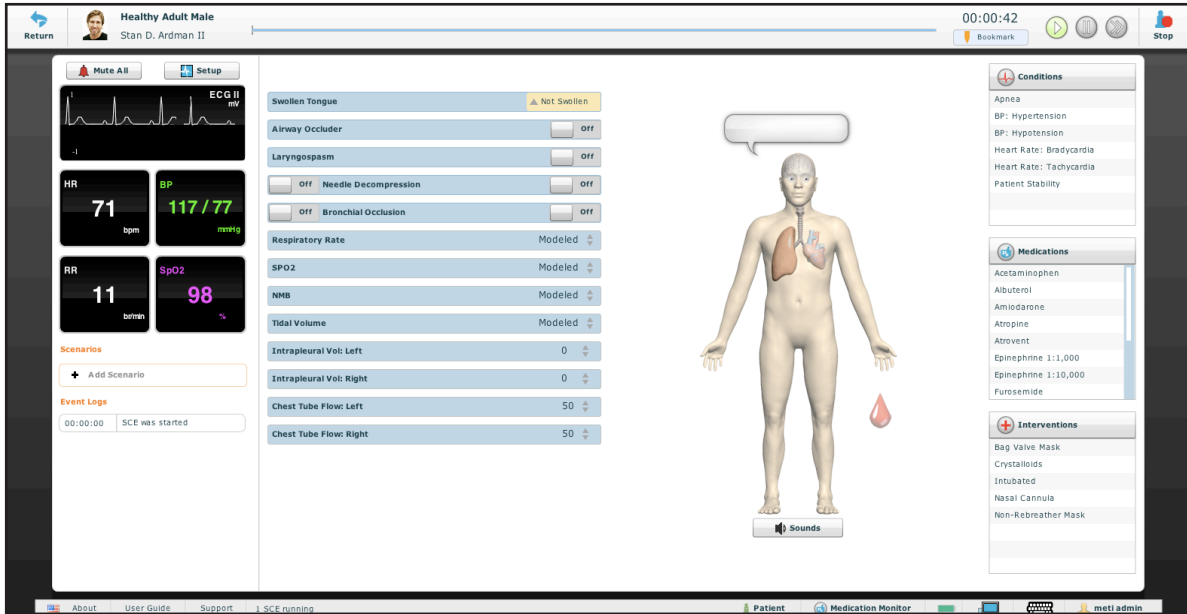 Return
Healthy Adult Male
Stan D. Ardman II
00:00:42
Bookmark
Stop
Mute All
Setup
ECG II
mV
1
-1
HR
71
bpm
BP
117 / 77
mmHg
RR
11
br/min
SpO2
98
%
Scenarios
+ Add Scenario
Event Logs
00:00:00 SCE was started
Swollen Tongue Not Swollen
Airway Occluder Off
Laryngospasm Off
Off Needle Decompression Off
Off Bronchial Occlusion Off
Respiratory Rate Modeled
SPO2 Modeled
NMB Modeled
Tidal Volume Modeled
Intrapleural Vol: Left 0
Intrapleural Vol: Right 0
Chest Tube Flow: Left 50
Chest Tube Flow: Right 50
Sounds
Conditions
Apnea
BP: Hypertension
BP: Hypotension
Heart Rate: Bradycardia
Heart Rate: Tachycardia
Patient Stability
Medications
Acetaminophen
Albuterol
Amiodarone
Atropine
Atrovent
Epinephrine 1:1,000
Epinephrine 1:10,000
Furosemide
Interventions
Bag Valve Mask
Crystalloids
Intubated
Nasal Cannula
Non-Rebreather Mask
About User Guide Support 1 SCE running Patient Medication Monitor meti admin